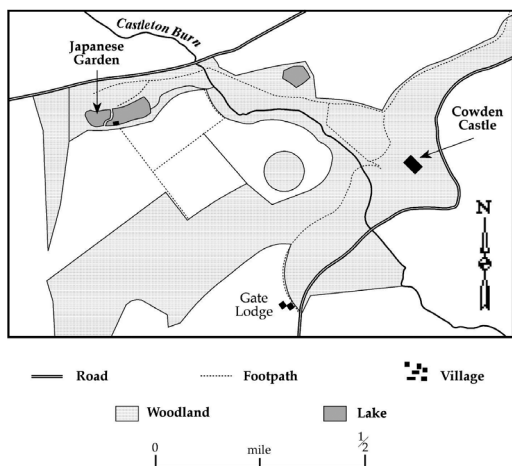 Castleton Burn
Japanese
Garden
Cowden
Castle
N
Gate
Lodge
Road
Footpath
Village
Woodland
Lake
0
mile
1/2